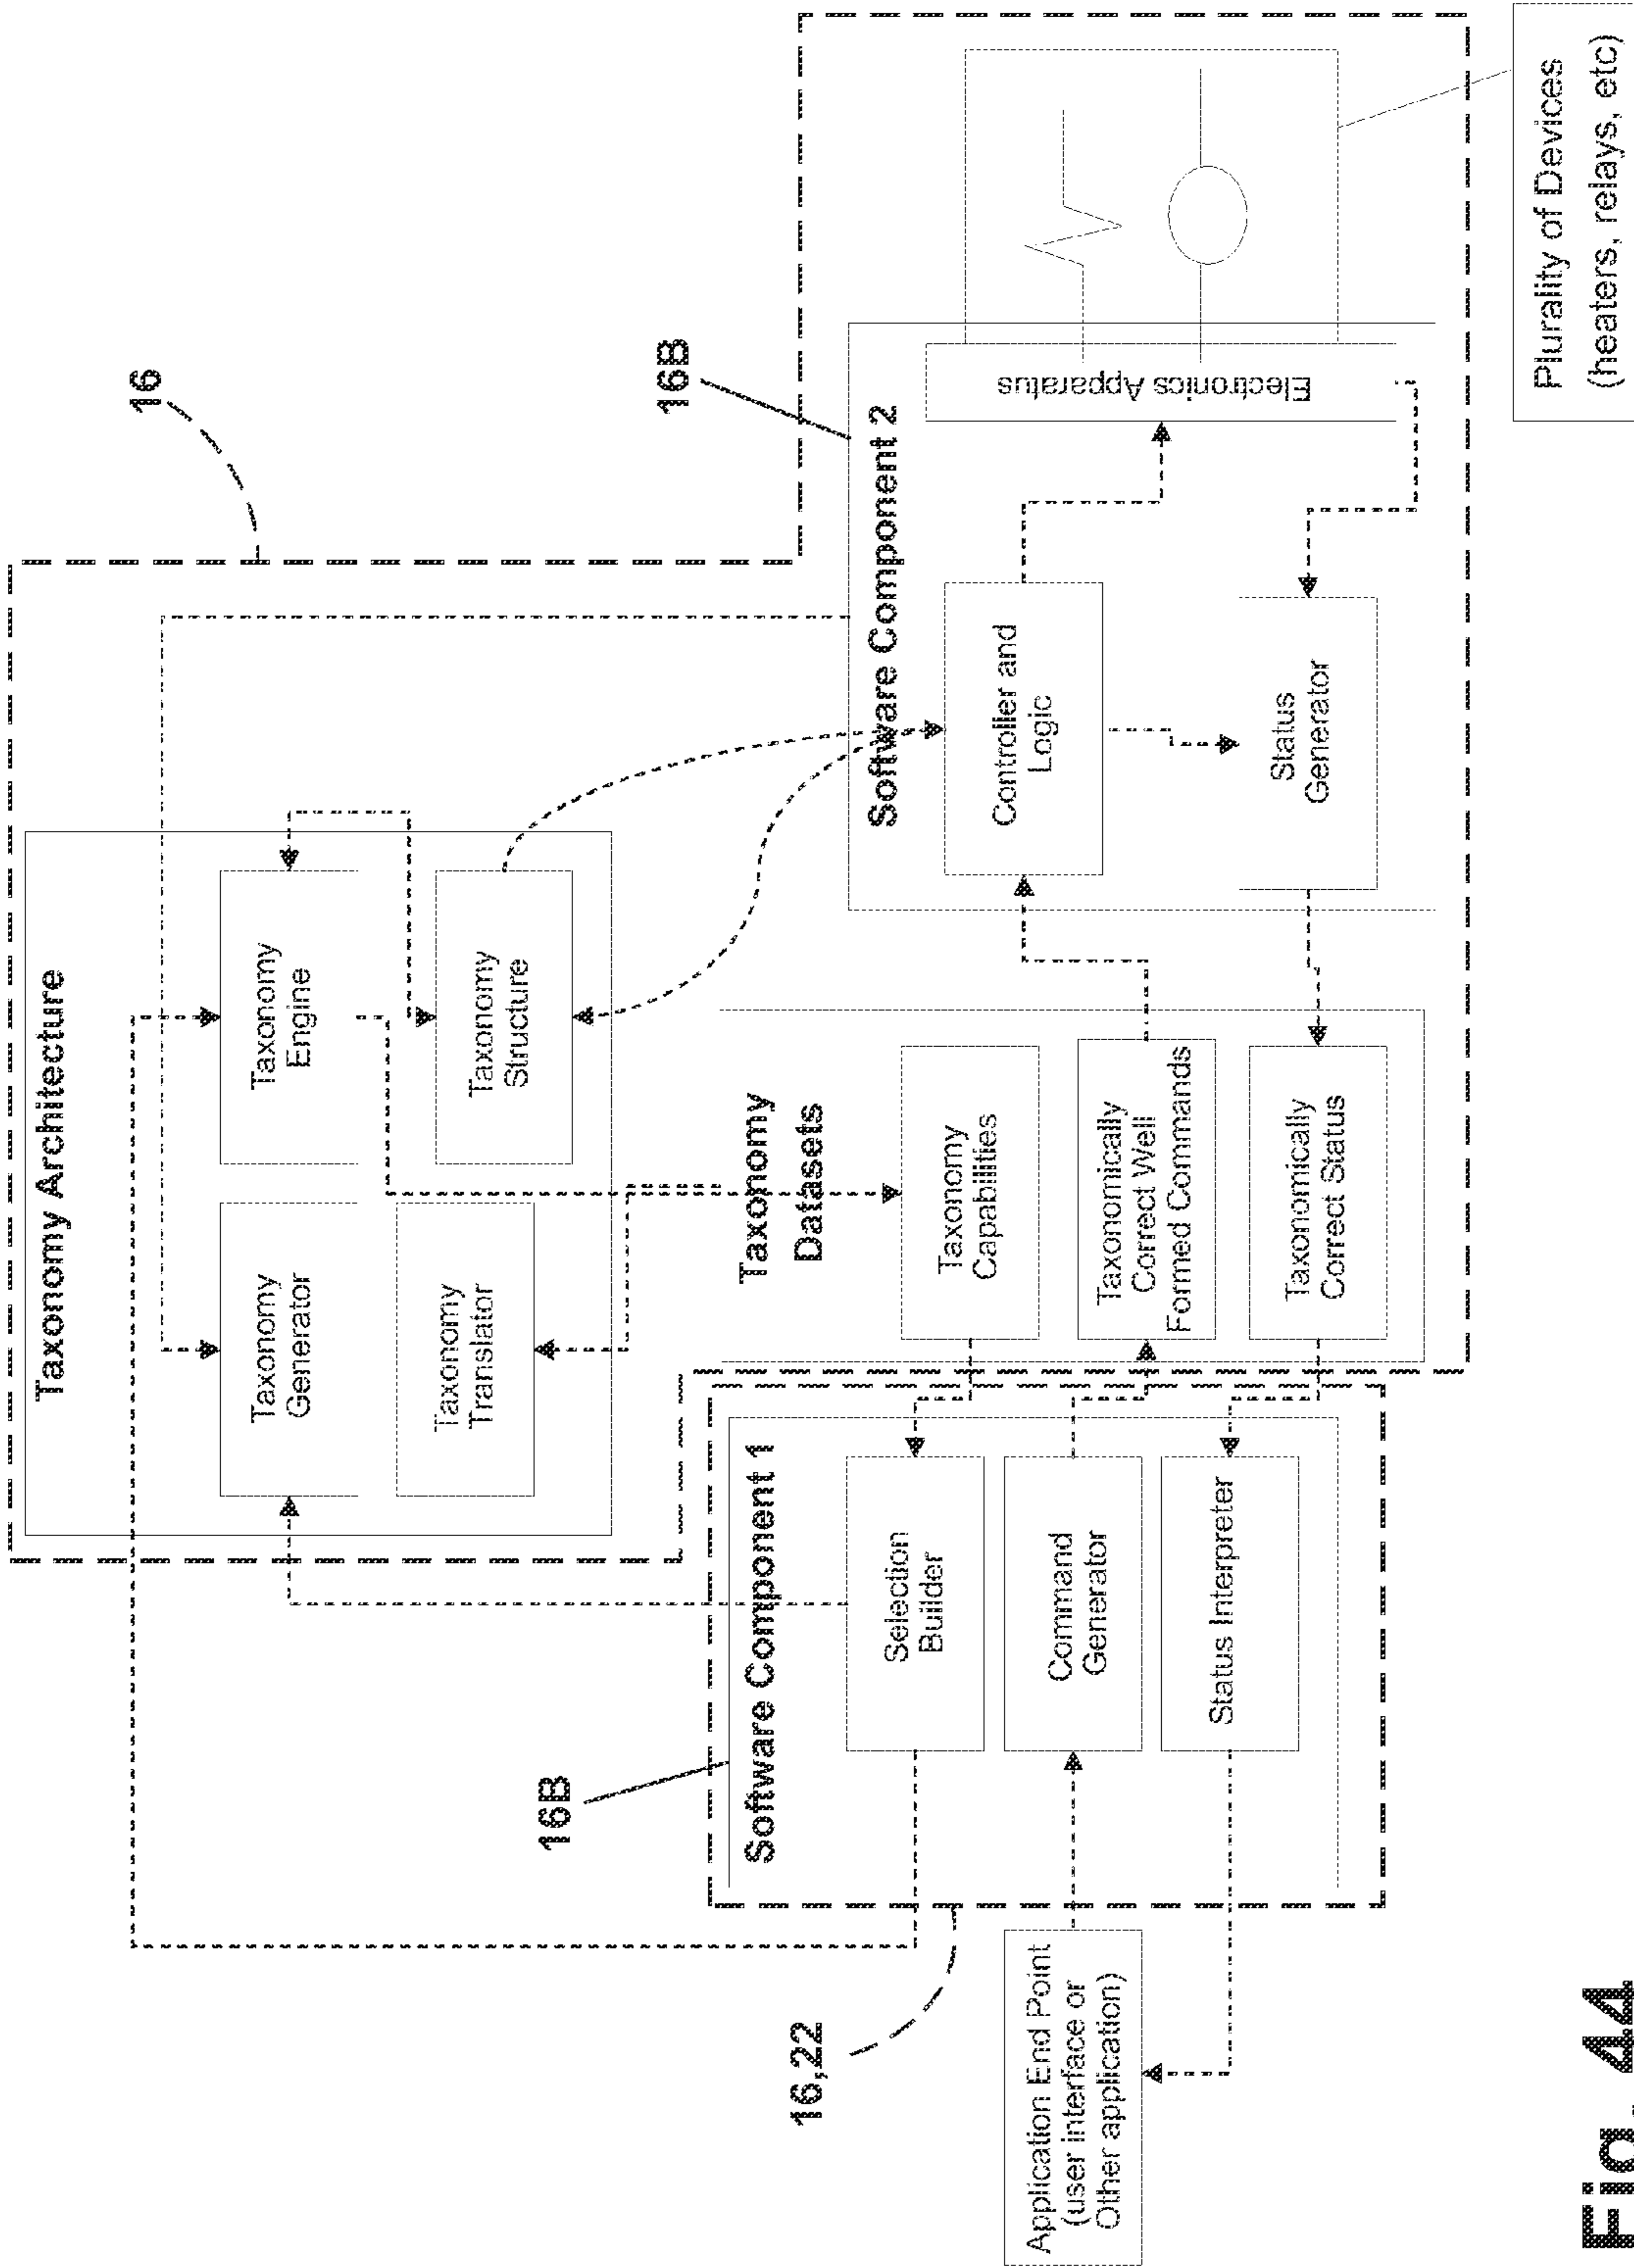 16
Taxonomy Architecture
Taxonomy
Generator
Taxonomy
Engine
Taxonomy
Translator
Taxonomy
Structure
16B
Software Component 1
Selection
Builder
Command
Generator
Status Interpreter
16,22
Application End Point
(user interface or
Other application)
Taxonomy
Datasets
Taxonomy
Capabilities
Taxonomically
Correct Well
Formed Commands
Taxonomically
Correct Status
16B
Software Component 2
Controller and
Logic
Status
Generator
Electronics Apparatus
Plurality of Devices
(heaters, relays, etc)
Fig. 4A